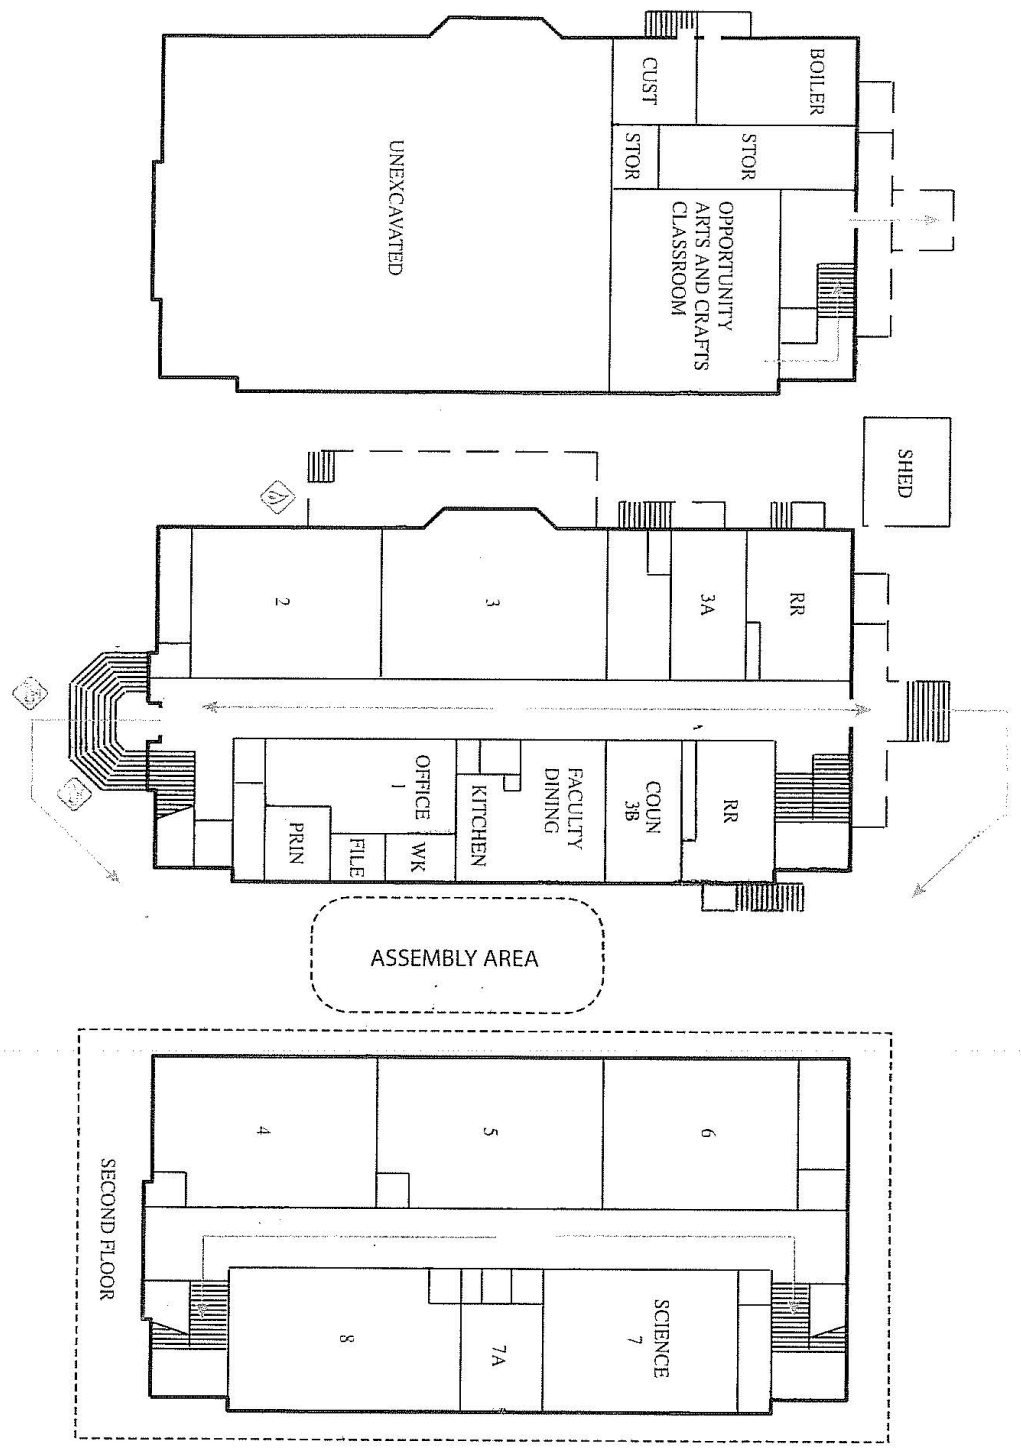 BOILER
CUST
STOR
STOR
OPPORTUNITY
ARTS AND CRAFTS
CLASSROOM
UNEXCAVATED
SHED
RR
3A
3
2
RR
COUN
3B
FACULTY
DINING
KITCHEN
OFFICE
1
WK
FILE
PRIN
ASSEMBLY AREA
6
5
4
SCIENCE
7
7A
8
SECOND FLOOR